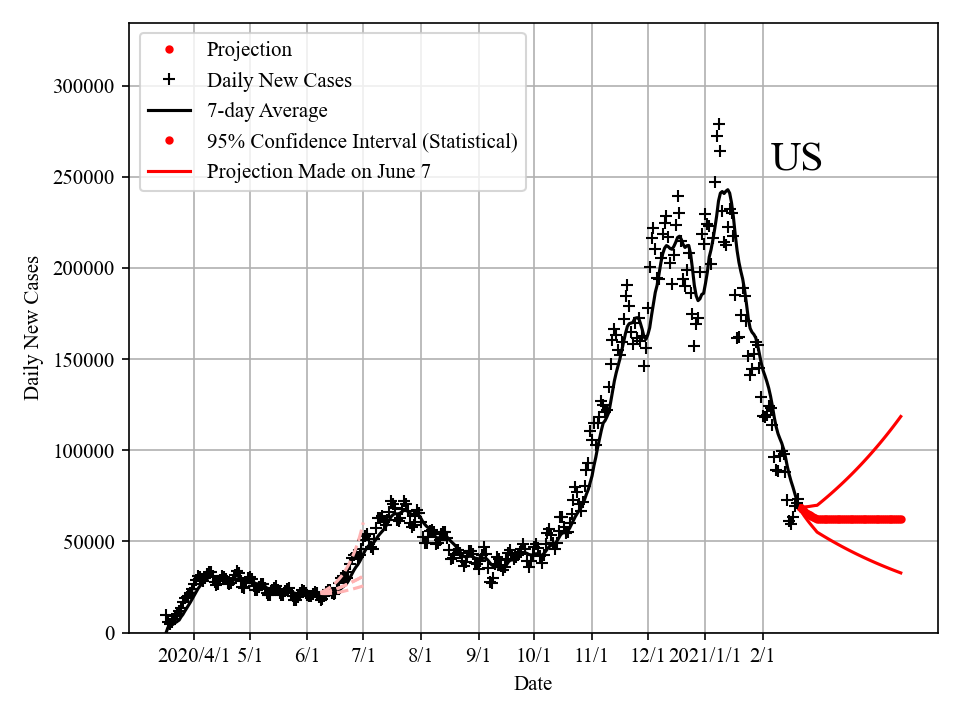 Projection
Daily New Cases
7-day Average
95% Confidence Interval (Statistical)
Projection Made on June 7
US
300000
250000
200000
150000
100000
50000
0
Daily New Cases
2020/4/1 5/1 6/1 7/1 8/1 9/1 10/1 11/1 12/1 2021/1/1 2/1
Date